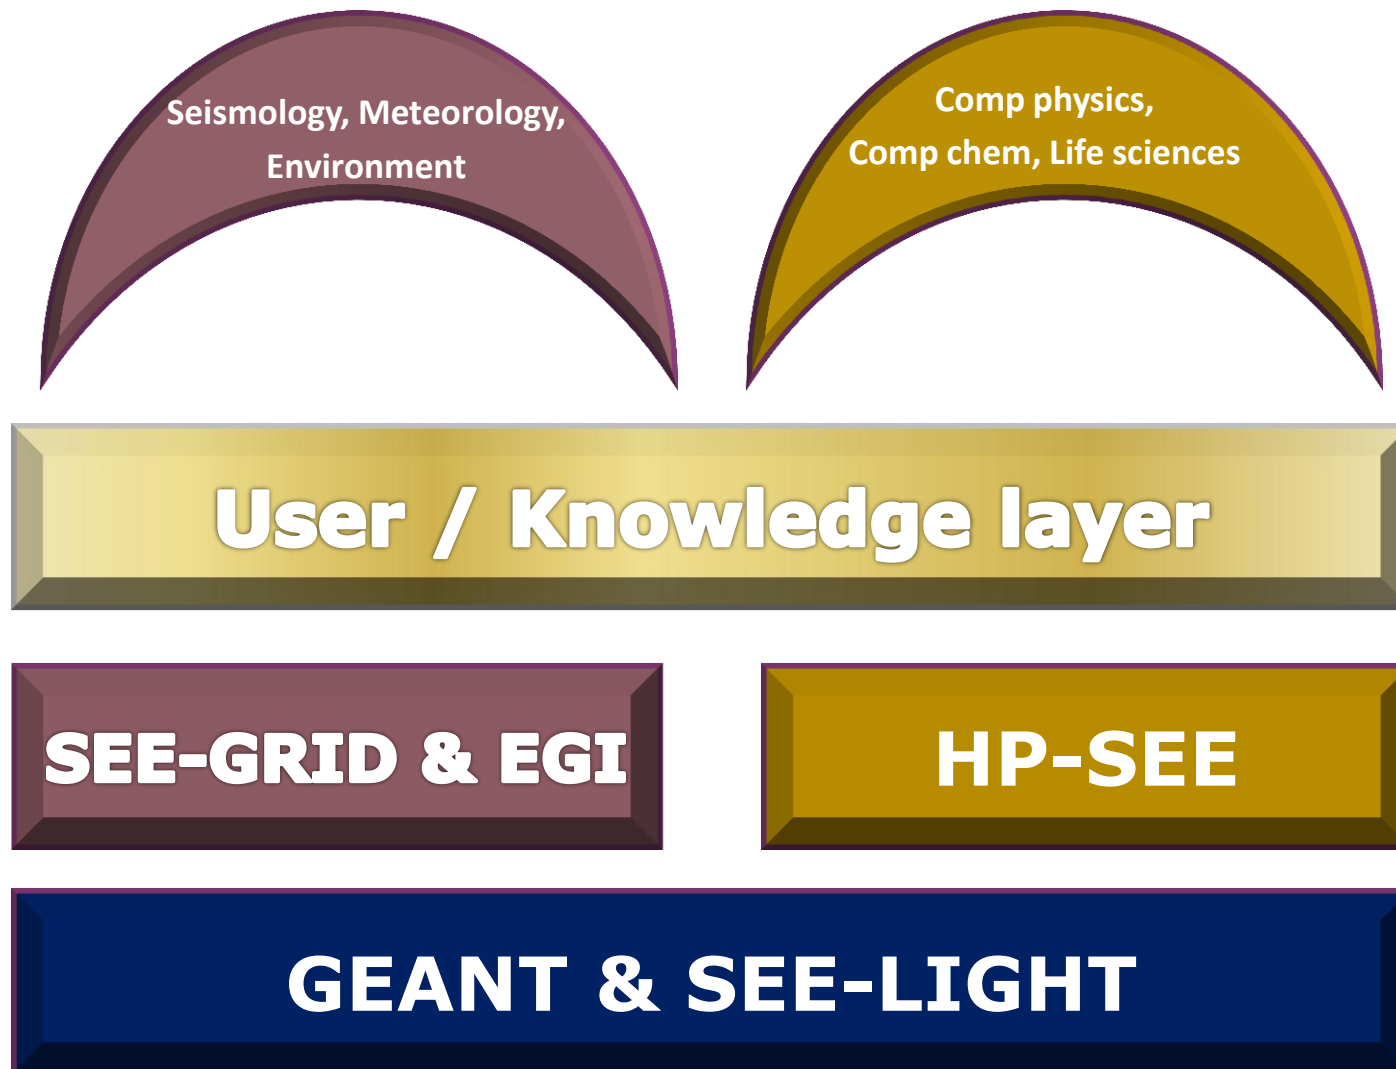 Seismology, Meteorology,
Environment
Comp physics,
Comp chem, Life sciences
User / Knowledge layer
SEE-GRID & EGI
HP-SEE
GEANT & SEE-LIGHT